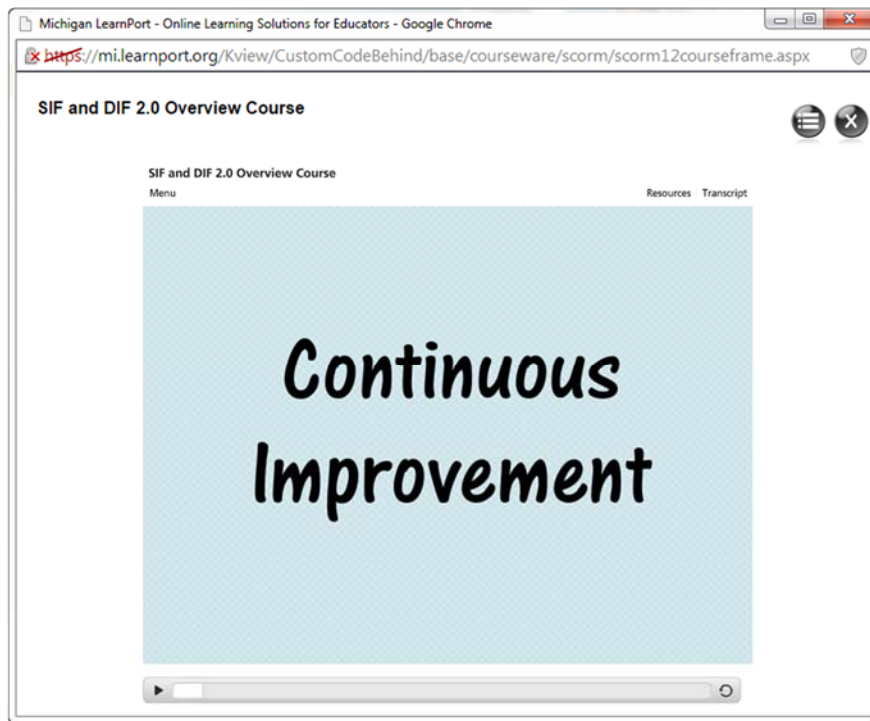 Michigan LearnPort - Online Learning Solutions for Educators - Google Chrome
https://mi.learnport.org/Kview/CustomCodeBehind/base/courseware/scorm/scorm12courseframe.aspx
SIF and DIF 2.0 Overview Course
SIF and DIF 2.0 Overview Course
Menu Resources Transcript
Continuous
Improvement